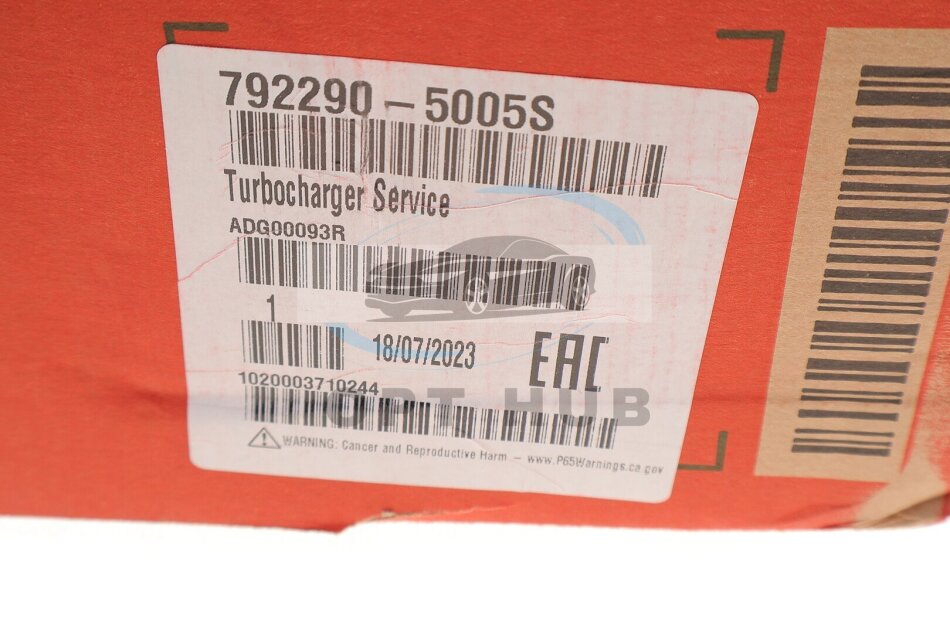 792290-5005S
Turbocharger Service
ADG00093R
1
18/07/2023
EAC
1020003710244
OPT HUB
WARNING: Cancer and Reproductive Harm - www.P65Warnings.ca.gov